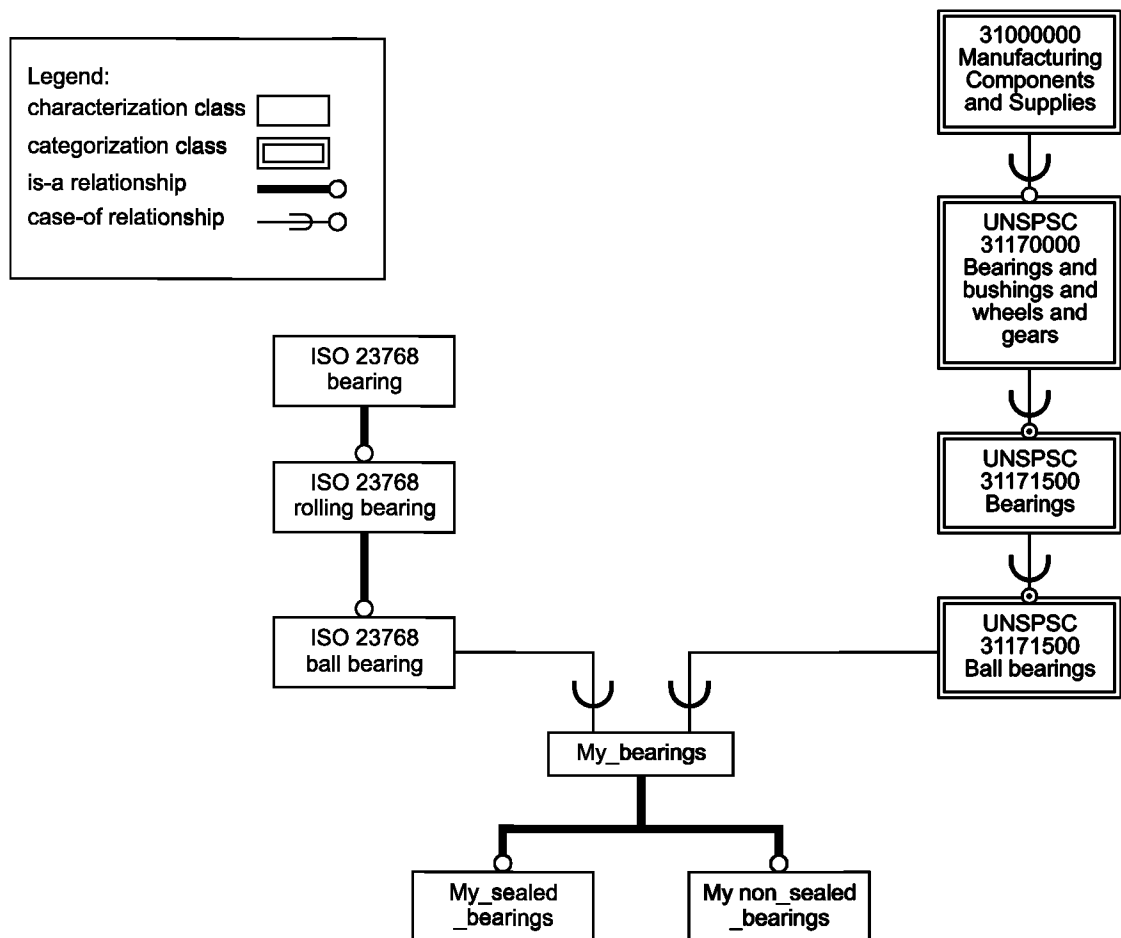 Legend:
characterization class
categorization class
is-a relationship
case-of relationship
31000000
Manufacturing
Components
and Supplies
UNSPSC
31170000
Bearings and
bushings and
wheels and
gears
ISO 23768
bearing
ISO 23768
rolling bearing
UNSPSC
31171500
Bearings
ISO 23768
ball bearing
UNSPSC
31171500
Ball bearings
My_bearings
My_sealed
_bearings
My non_sealed
_bearings